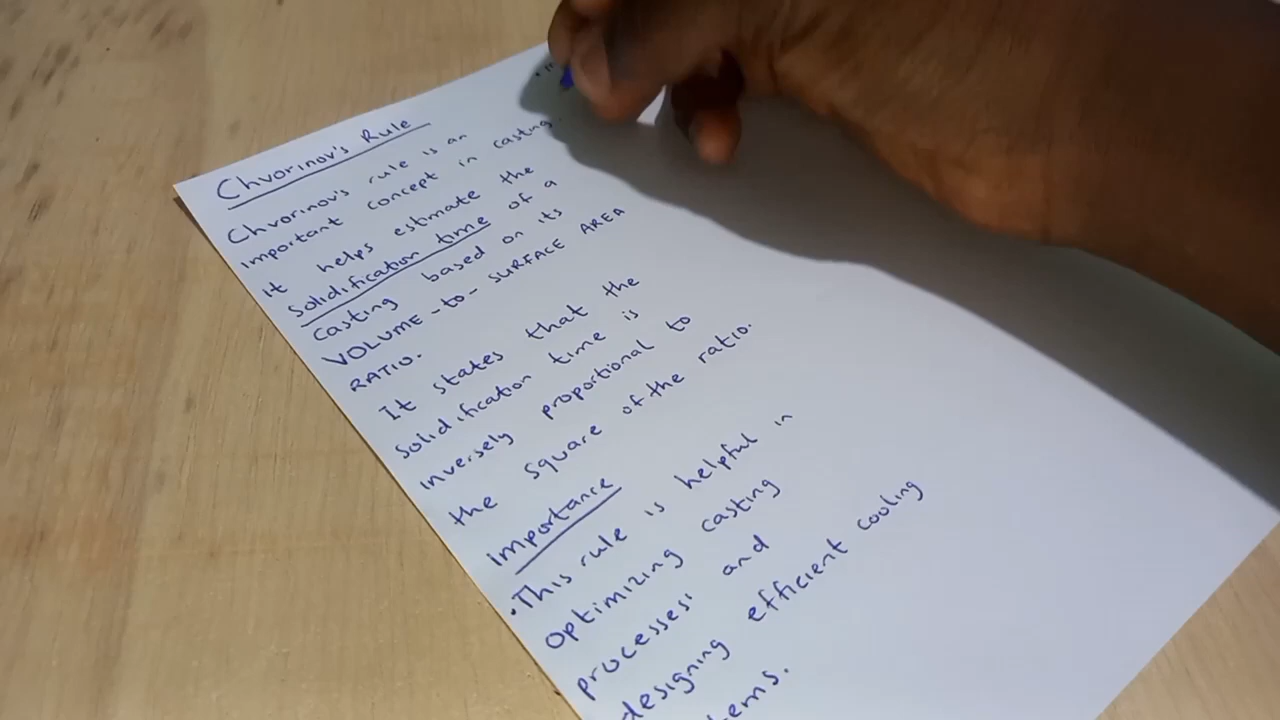 Chvorinov's Rule
Chvorinov's rule is an
important concept in casting.
It helps estimate the
Solidification time of a
Casting based on its
VOLUME-to-SURFACE AREA
RATIO.
It states that the
Solidification time is
inversely proportional to
the square of the ratio.
importance
.This rule is helpful in
optimizing casting
processes, and
designing efficient cooling